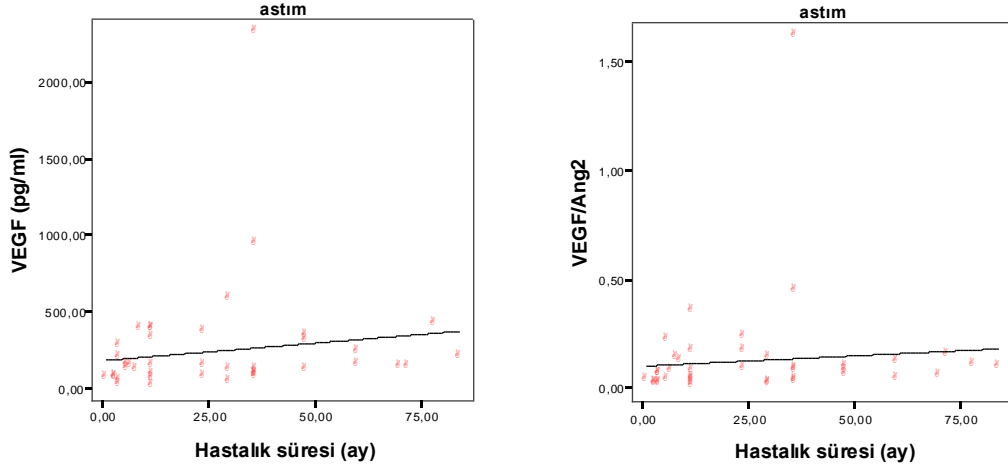 astım
VEGF (pg/ml)
2000,00
1500,00
1000,00
500,00
0,00
0,00 25,00 50,00 75,00
Hastalık süresi (ay)
astım
VEGF/Ang2
1,50
1,00
0,50
0,00
0,00 25,00 50,00 75,00
Hastalık süresi (ay)